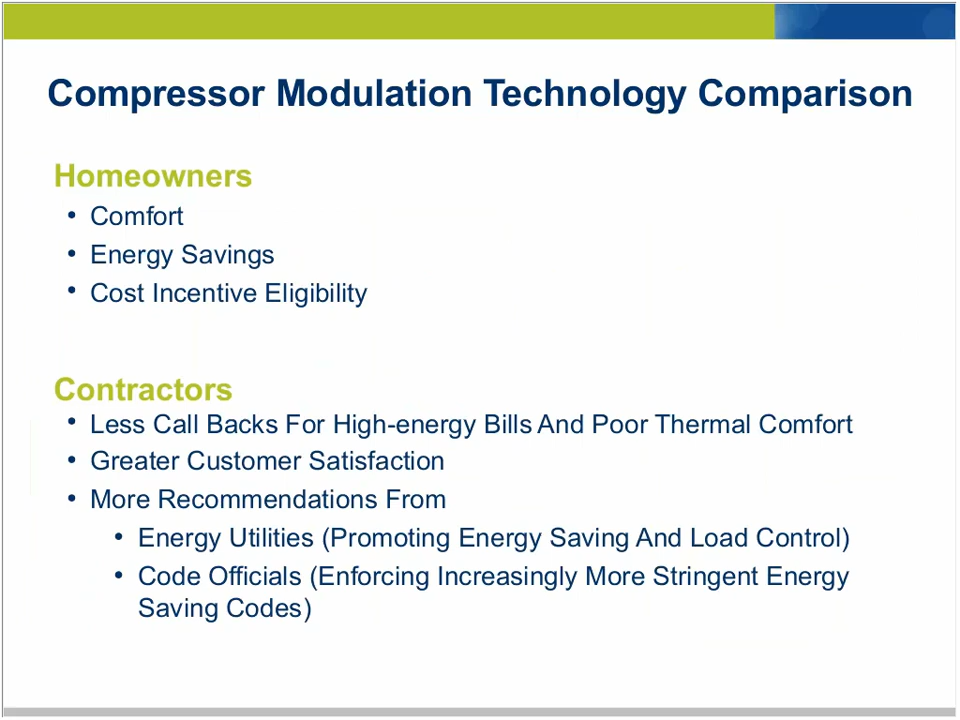 Compressor Modulation Technology Comparison
Homeowners
• Comfort
• Energy Savings
• Cost Incentive Eligibility
Contractors
• Less Call Backs For High-energy Bills And Poor Thermal Comfort
• Greater Customer Satisfaction
• More Recommendations From
• Energy Utilities (Promoting Energy Saving And Load Control)
• Code Officials (Enforcing Increasingly More Stringent Energy
Saving Codes)